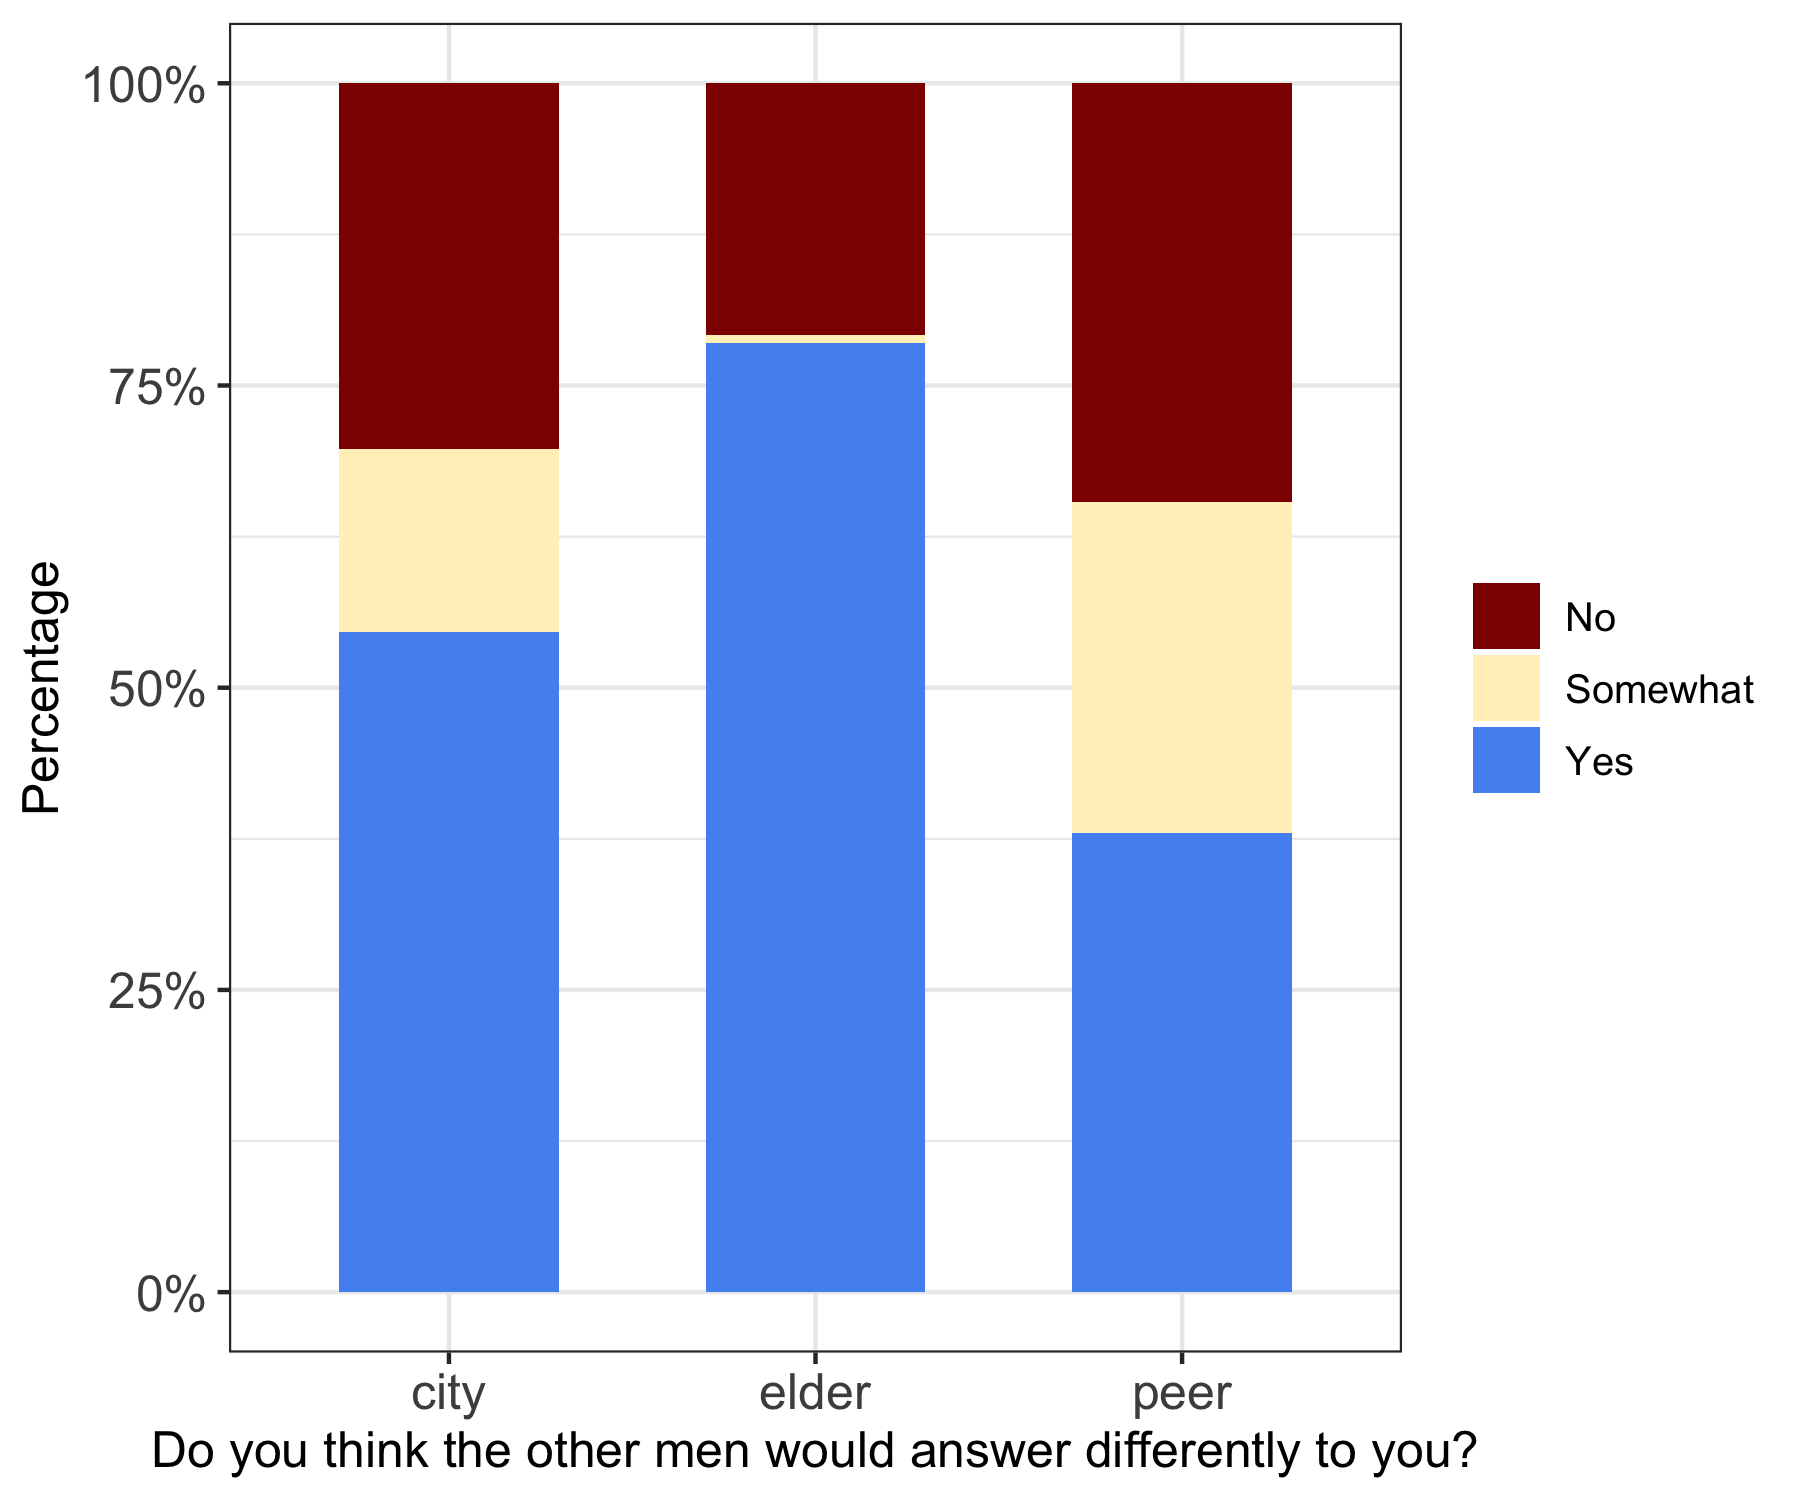 Percentage
100%
75%
50%
25%
0%
city
elder
peer
Do you think the other men would answer differently to you?
No
Somewhat
Yes